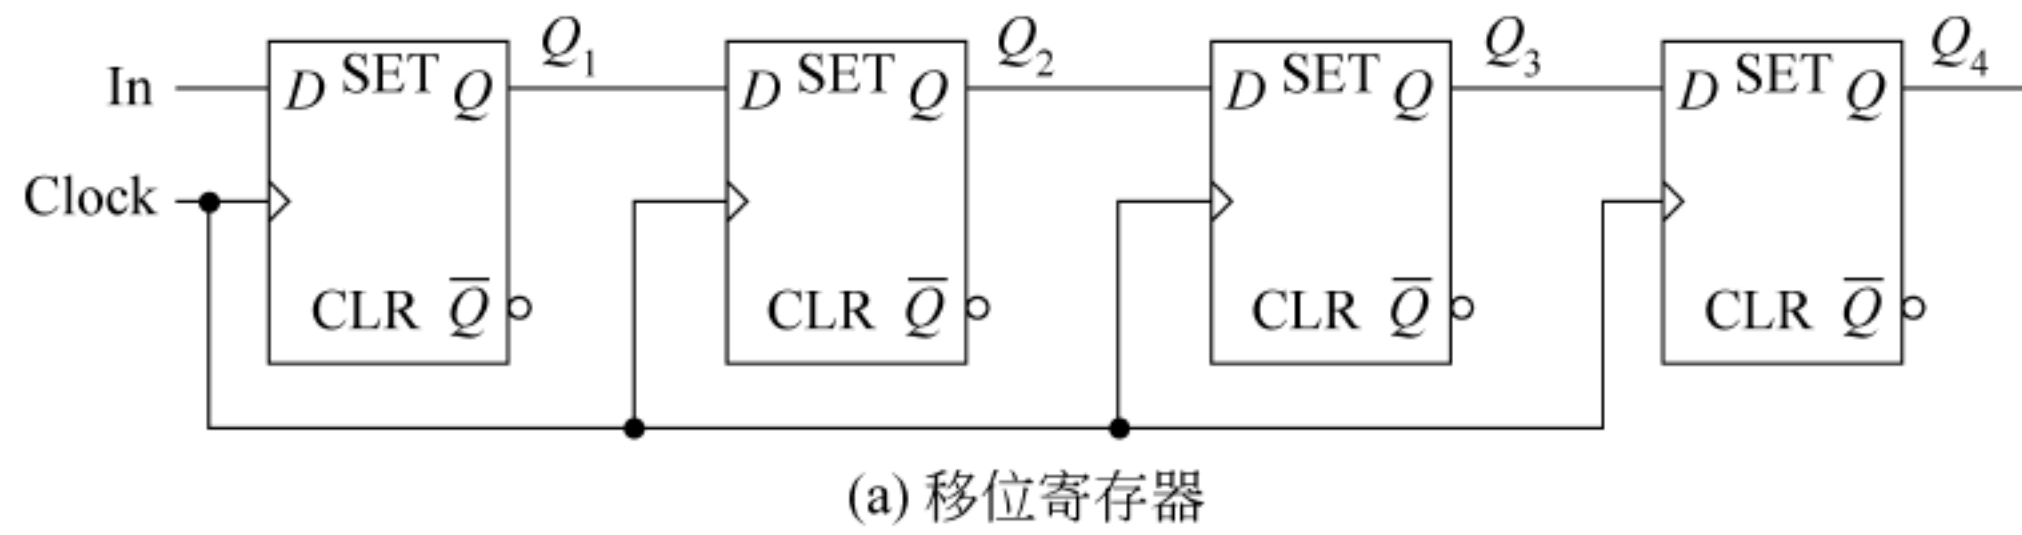 Q₁ Q₂ Q₃ Q₄
In D SET Q D SET Q D SET Q D SET Q
Clock
CLR Q̅ CLR Q̅ CLR Q̅ CLR Q̅
(a) 移位寄存器